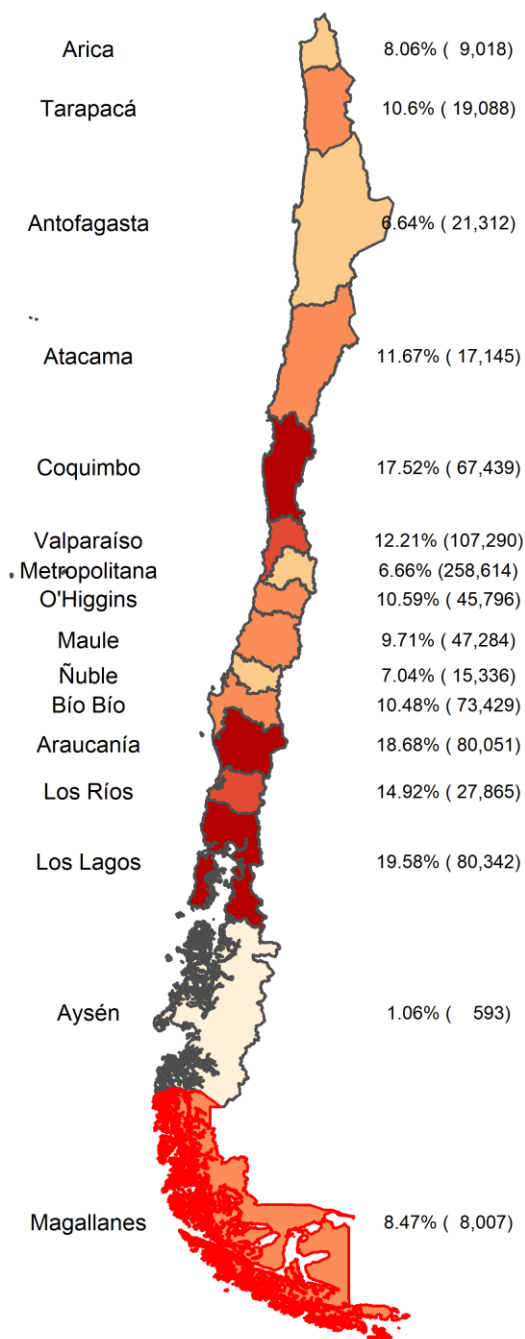 Arica 8.06% ( 9,018)
Tarapacá 10.6% ( 19,088)
Antofagasta 6.64% ( 21,312)
Atacama 11.67% ( 17,145)
Coquimbo 17.52% ( 67,439)
Valparaíso 12.21% (107,290)
Metropolitana 6.66% (258,614)
O'Higgins 10.59% ( 45,796)
Maule 9.71% ( 47,284)
Ñuble 7.04% ( 15,336)
Bío Bío 10.48% ( 73,429)
Araucanía 18.68% ( 80,051)
Los Ríos 14.92% ( 27,865)
Los Lagos 19.58% ( 80,342)
Aysén 1.06% ( 593)
Magallanes 8.47% ( 8,007)